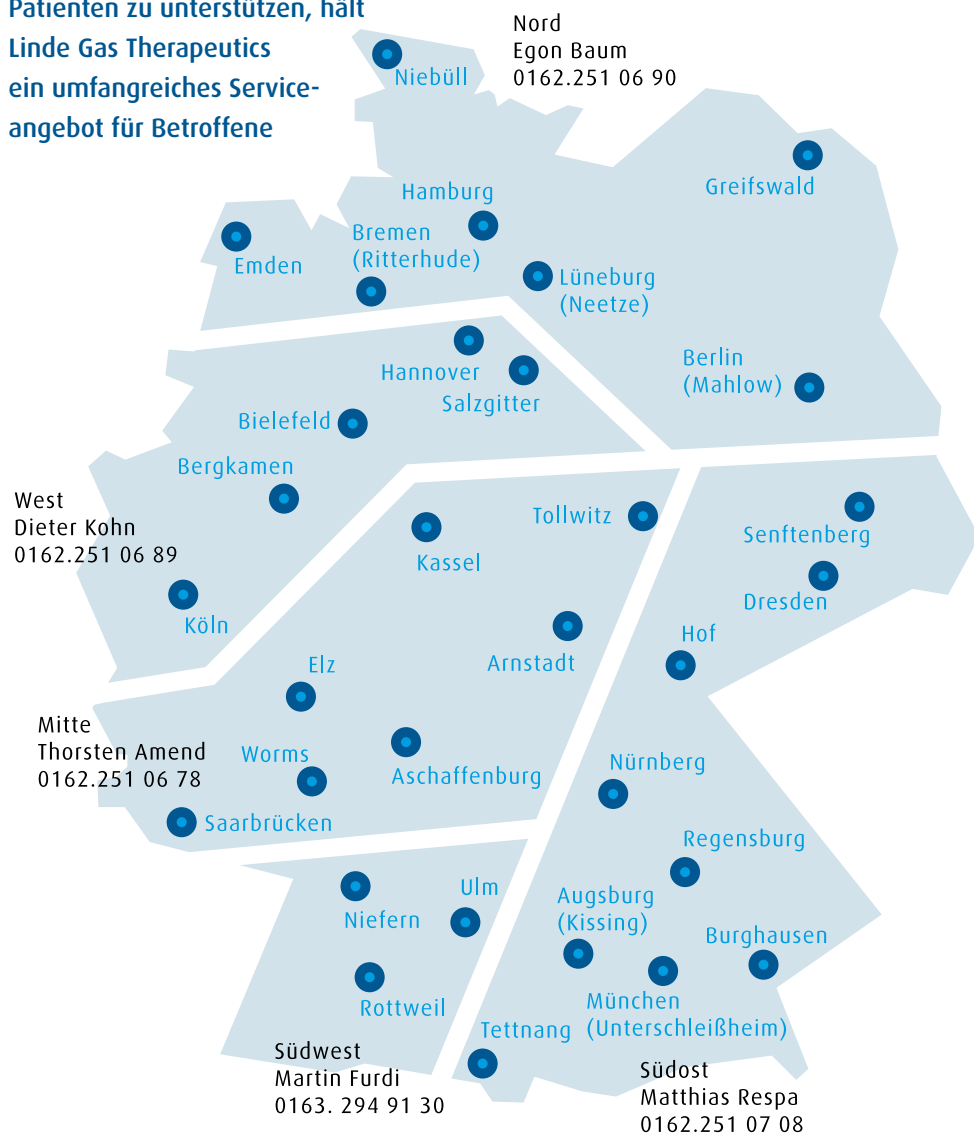 Patienten zu unterstützen, hält
Linde Gas Therapeutics
ein umfangreiches Service-
angebot für Betroffene
Nord
Egon Baum
0162.251 06 90
Niebüll
Greifswald
Hamburg
Bremen
(Ritterhude)
Emden
Lüneburg
(Neetze)
Hannover
Salzgitter
Berlin
(Mahlow)
Bielefeld
Bergkamen
West
Dieter Kohn
0162.251 06 89
Köln
Tollwitz
Kassel
Senftenberg
Dresden
Arnstadt
Hof
Elz
Mitte
Thorsten Amend
0162.251 06 78
Worms
Aschaffenburg
Saarbrücken
Nürnberg
Regensburg
Niefern
Ulm
Augsburg
(Kissing)
Burghausen
Rottweil
München
(Unterschleißheim)
Tettnang
Südwest
Martin Furdi
0163. 294 91 30
Südost
Matthias Respa
0162.251 07 08